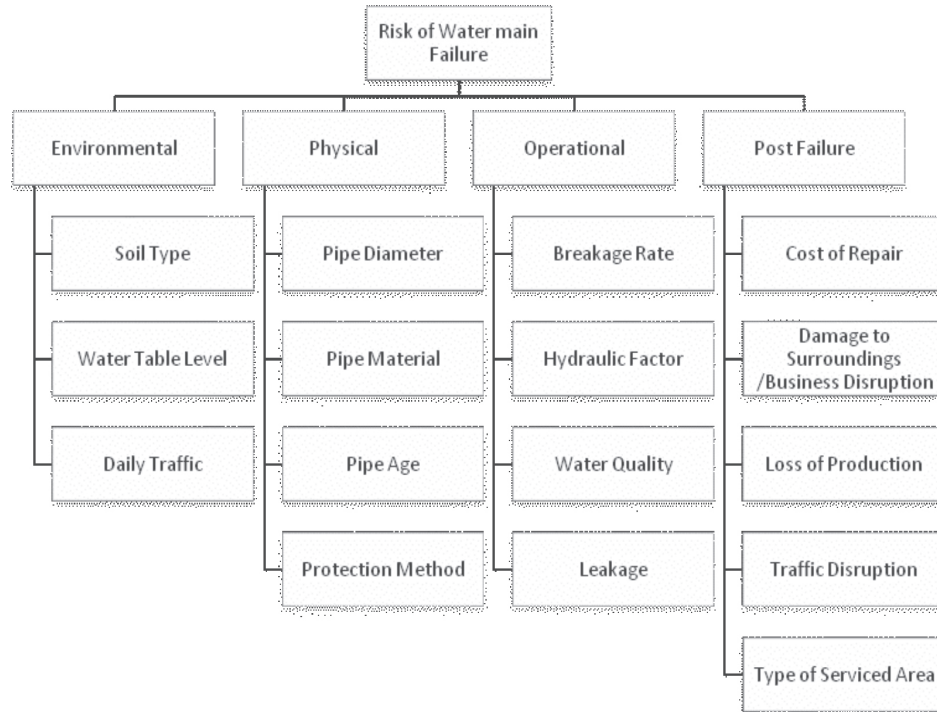 Risk of Water main
Failure
Environmental
Physical
Operational
Post Failure
Soil Type
Pipe Diameter
Breakage Rate
Cost of Repair
Water Table Level
Pipe Material
Hydraulic Factor
Damage to
Surroundings
/Business Disruption
Daily Traffic
Pipe Age
Water Quality
Loss of Production
Protection Method
Leakage
Traffic Disruption
Type of Serviced Area